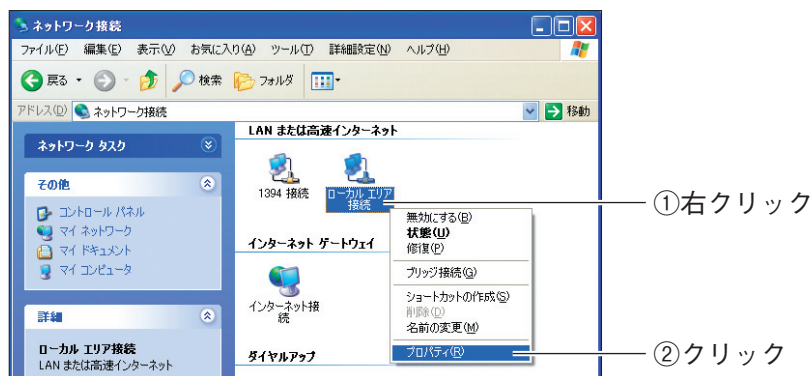 ネットワーク接続
ファイル(F) 編集(E) 表示(V) お気に入り(A) ツール(T) 詳細設定(N) ヘルプ(H)
戻る 検索 フォルダ
アドレス(D) ネットワーク接続 移動
ネットワーク タスク
その他
コントロール パネル
マイ ネットワーク
マイ ドキュメント
マイ コンピュータ
詳細
ローカル エリア接続
LAN または高速インターネット
LAN または高速インターネット
1394 接続
ローカル エリア
接続
インターネット ゲートウェイ
インターネット接
続
ダイヤルアップ
無効にする(B)
状態(U)
修復(P)
ブリッジ接続(G)
ショートカットの作成(S)
削除(D)
名前の変更(M)
プロパティ(R)
①右クリック
②クリック